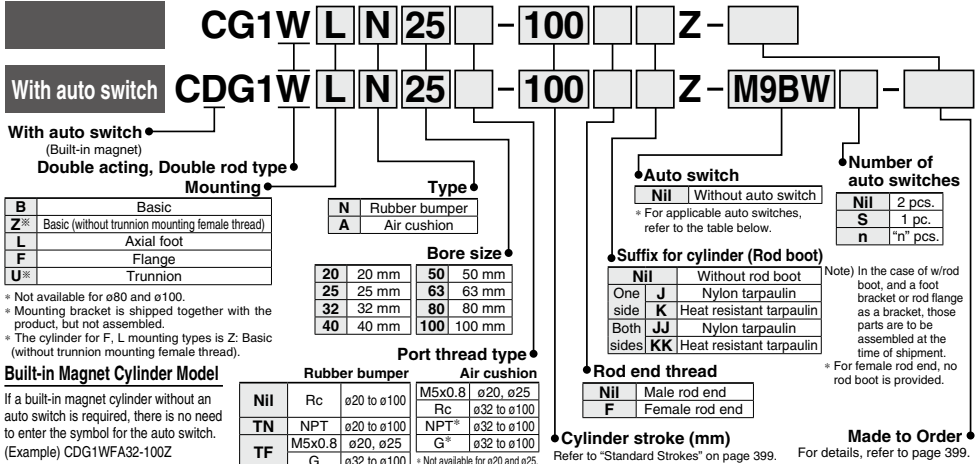 CG1W L N 25 - 100 Z -
With auto switch CDG1W L N 25 - 100 Z - M9BW -
With auto switch
(Built-in magnet)
Double acting, Double rod type
Mounting
B Basic
Z※ Basic (without trunnion mounting female thread)
L Axial foot
F Flange
U※ Trunnion
∗ Not available for ø80 and ø100.
∗ Mounting bracket is shipped together with the
product, but not assembled.
∗ The cylinder for F, L mounting types is Z: Basic
(without trunnion mounting female thread).
Built-in Magnet Cylinder Model
If a built-in magnet cylinder without an
auto switch is required, there is no need
to enter the symbol for the auto switch.
(Example) CDG1WFA32-100Z
Type
N Rubber bumper
A Air cushion
Bore size
20 20 mm 50 50 mm
25 25 mm 63 63 mm
32 32 mm 80 80 mm
40 40 mm 100 100 mm
Port thread type
Rubber bumper Air cushion
Nil Rc ø20 to ø100 M5x0.8 ø20, ø25
Rc ø32 to ø100
TN NPT ø20 to ø100 NPT∗ ø32 to ø100
TF M5x0.8 ø20, ø25 G∗ ø32 to ø100
G ø32 to ø100 ∗ Not available for ø20 and ø25.
Auto switch
Nil Without auto switch
∗ For applicable auto switches,
refer to the table below.
Suffix for cylinder (Rod boot)
Nil Without rod boot
One side J Nylon tarpaulin
K Heat resistant tarpaulin
Both sides JJ Nylon tarpaulin
KK Heat resistant tarpaulin
Rod end thread
Nil Male rod end
F Female rod end
Cylinder stroke (mm)
Refer to “Standard Strokes” on page 399.
Number of
auto switches
Nil 2 pcs.
S 1 pc.
n “n” pcs.
Note) In the case of w/rod
boot, and a foot
bracket or rod flange
as a bracket, those
parts are to be
assembled at the
time of shipment.
∗ For female rod end, no
rod boot is provided.
Made to Order
For details, refer to page 399.